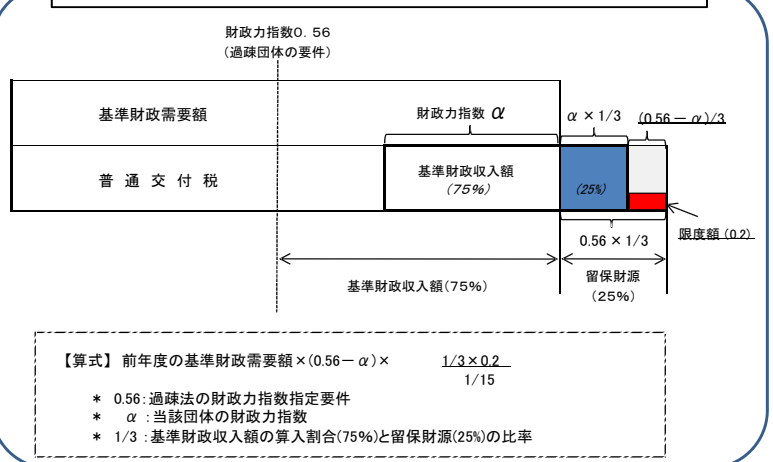 財政力指数0.56
(過疎団体の要件)
基準財政需要額
財政力指数 α
α × 1/3
(0.56 － α)/3
普 通 交 付 税
基準財政収入額
(75%)
(25%)
0.56 × 1/3
限度額 (0.2)
基準財政収入額(75%)
留保財源
(25%)
【算式】 前年度の基準財政需要額×(0.56－α)× 1/3×0.2
1/15
* 0.56:過疎法の財政力指数指定要件
* α :当該団体の財政力指数
* 1/3 :基準財政収入額の算入割合(75%)と留保財源(25%)の比率